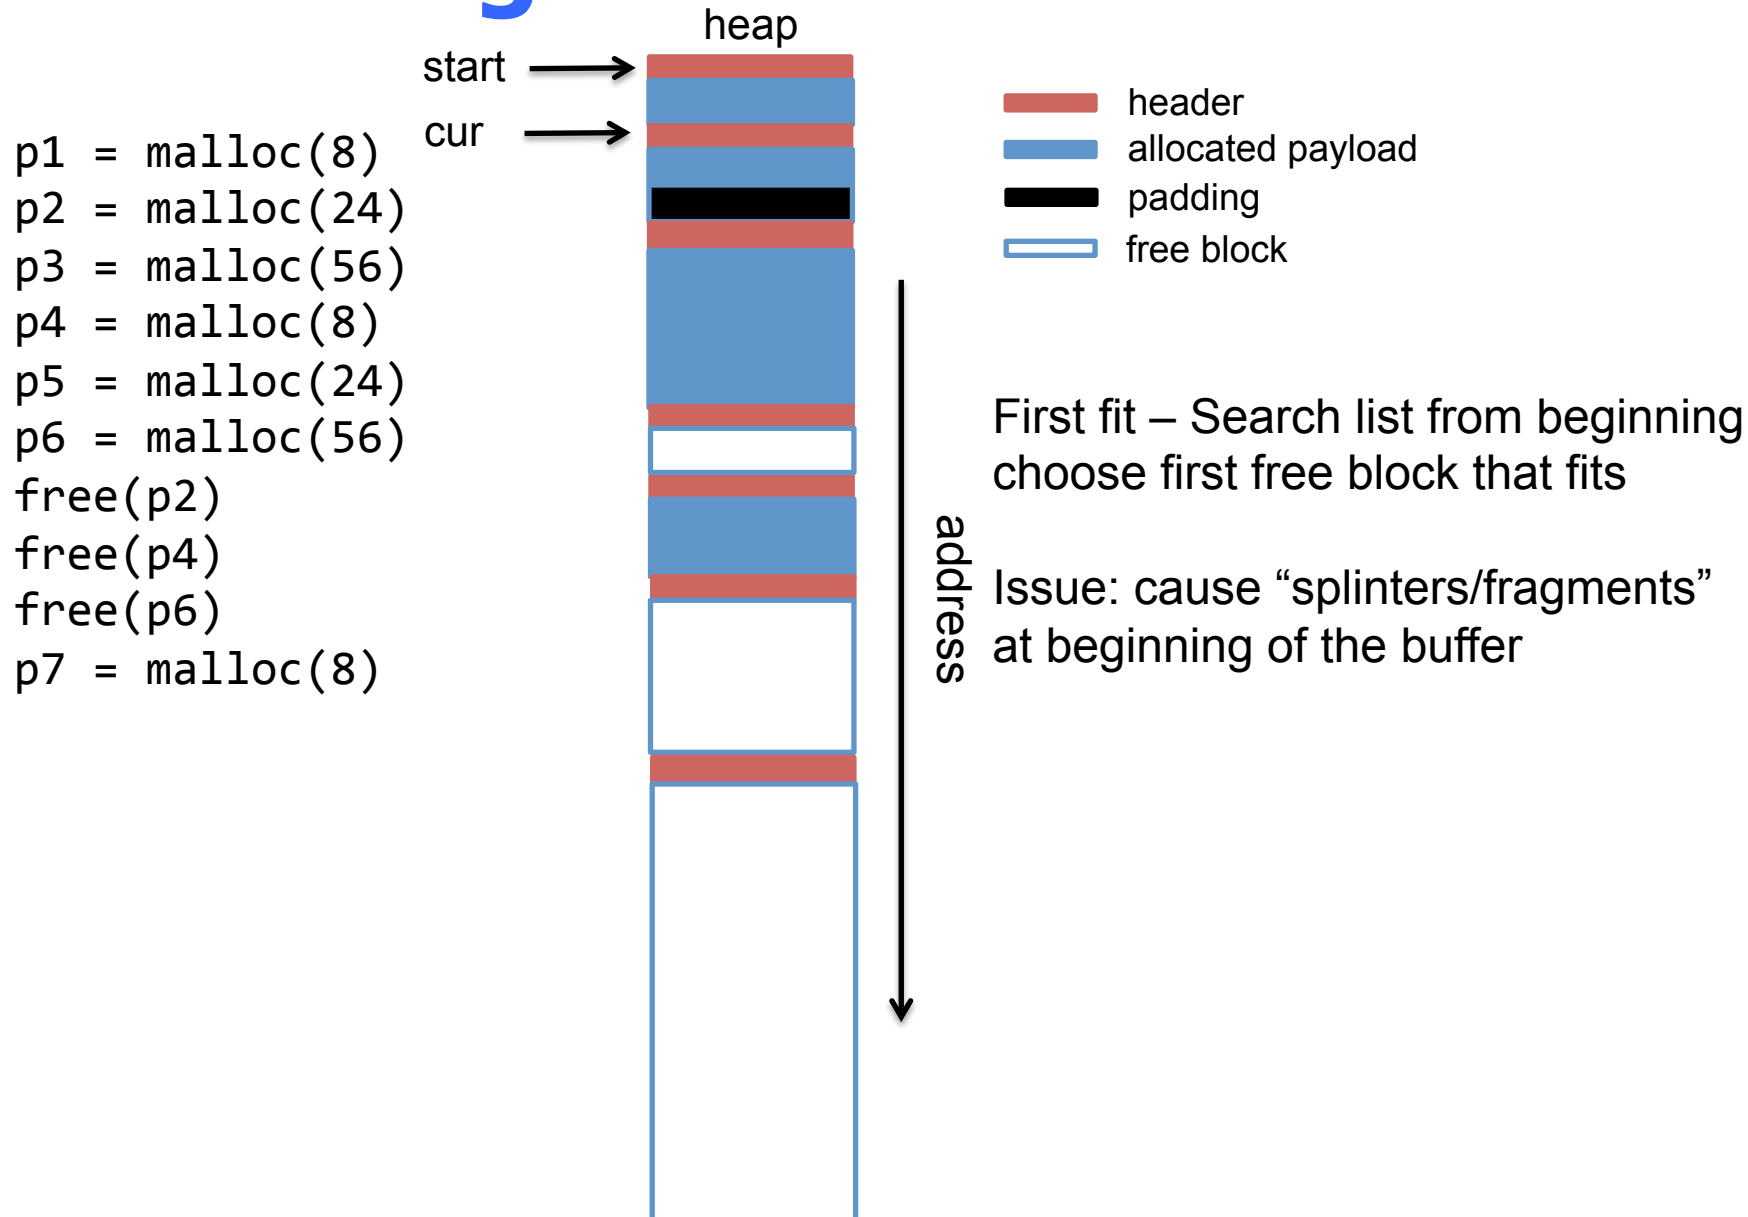 heap
start
cur
p1 = malloc(8)
p2 = malloc(24)
p3 = malloc(56)
p4 = malloc(8)
p5 = malloc(24)
p6 = malloc(56)
free(p2)
free(p4)
free(p6)
p7 = malloc(8)
header
allocated payload
padding
free block
address
First fit – Search list from beginning
choose first free block that fits
Issue: cause “splinters/fragments”
at beginning of the buffer